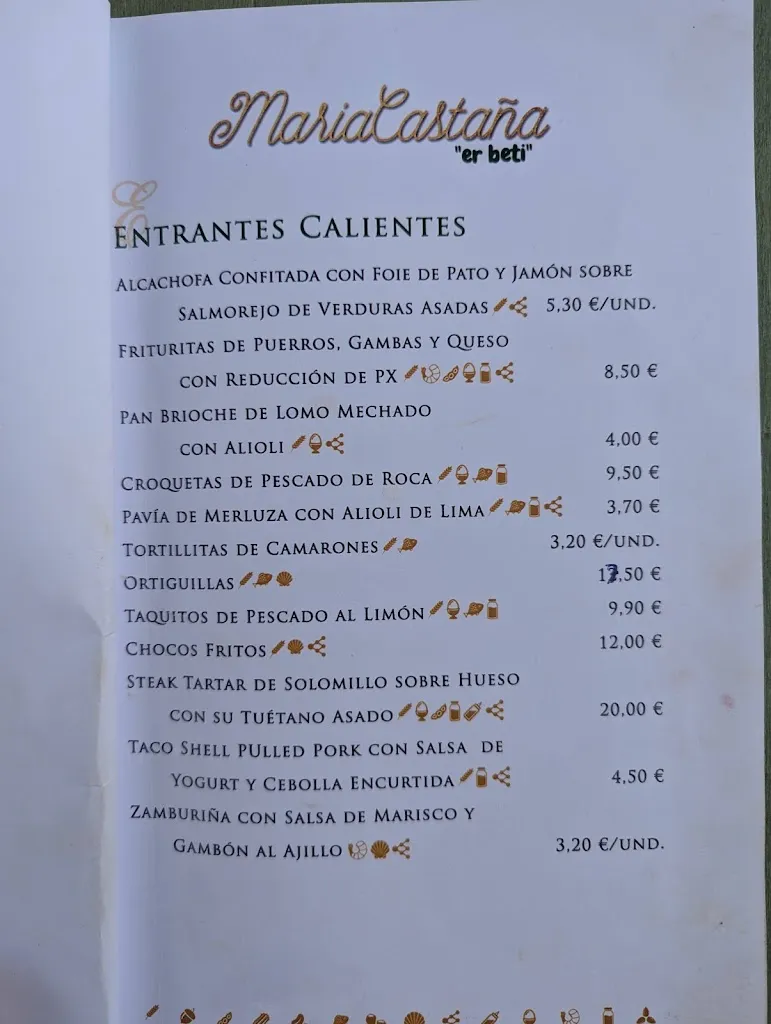 MariaCastaña
"er beti"
ENTRANTES CALIENTES
ALCACHOFA CONFITADA CON FOIE DE PATO Y JAMÓN SOBRE
SALMOREJO DE VERDURAS ASADAS 5,30 €/UND.
FRITURITAS DE PUERROS, GAMBAS Y QUESO
CON REDUCCIÓN DE PX 8,50 €
PAN BRIOCHE DE LOMO MECHADO
CON ALIOLI 4,00 €
CROQUETAS DE PESCADO DE ROCA 9,50 €
PAVÍA DE MERLUZA CON ALIOLI DE LIMA 3,70 €
TORTILLITAS DE CAMARONES 3,20 €/UND.
ORTIGUILLAS 13,50 €
TAQUITOS DE PESCADO AL LIMÓN 9,90 €
CHOCOS FRITOS 12,00 €
STEAK TARTAR DE SOLOMILLO SOBRE HUESO
CON SU TUÉTANO ASADO 20,00 €
TACO SHELL PULLED PORK CON SALSA DE
YOGURT Y CEBOLLA ENCURTIDA 4,50 €
ZAMBURIÑA CON SALSA DE MARISCO Y
GAMBÓN AL AJILLO 3,20 €/UND.